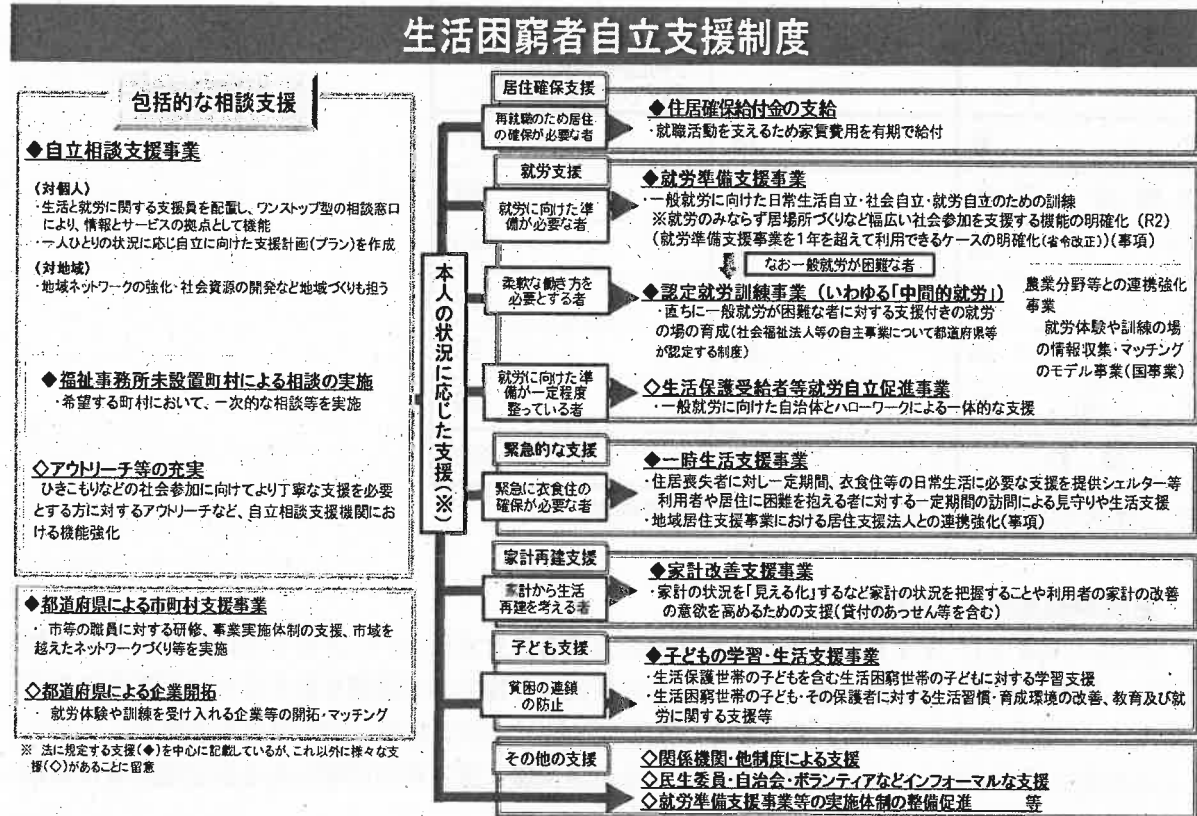 生活困窮者自立支援制度
包括的な相談支援
◆自立相談支援事業
(対個人)
・生活と就労に関する支援員を配置し、ワンストップ型の相談窓口
により、情報とサービスの拠点として機能
・一人ひとりの状況に応じ自立に向けた支援計画(プラン)を作成
(対地域)
・地域ネットワークの強化・社会資源の開発など地域づくりも担う
◆福祉事務所未設置町村による相談の実施
・希望する町村において、一次的な相談等を実施
◇アウトリーチ等の充実
ひきこもりなどの社会参加に向けてより丁寧な支援を必要
とする方に対するアウトリーチなど、自立相談支援機関にお
ける機能強化
◆都道府県による市町村支援事業
・市等の職員に対する研修、事業実施体制の支援、市域を
越えたネットワークづくり等を実施
◇都道府県による企業開拓
・就労体験や訓練を受け入れる企業等の開拓・マッチング
※ 法に規定する支援(◆)を中心に記載しているが、これ以外に様々な支
援(◇)があることに留意
本人の状況に応じた支援(※)
居住確保支援
再就職のため居住
の確保が必要な者
◆住居確保給付金の支給
・就職活動を支えるため家賃費用を有期で給付
就労支援
就労に向けた準
備が必要な者
◆就労準備支援事業
・一般就労に向けた日常生活自立・社会自立・就労自立のための訓練
※就労のみならず居場所づくりなど幅広い社会参加を支援する機能の明確化(R2)
(就労準備支援事業を1年を超えて利用できるケースの明確化(省令改正))(事項)
なお一般就労が困難な者
柔軟な働き方を
必要とする者
◆認定就労訓練事業(いわゆる「中間的就労」)
・直ちに一般就労が困難な者に対する支援付きの就労
の場の育成(社会福祉法人等の自主事業について都道府県等
が認定する制度)
農業分野等との連携強化
事業
就労体験や訓練の場
の情報収集・マッチング
のモデル事業(国事業)
就労に向けた準
備が一定程度
整っている者
◇生活保護受給者等就労自立促進事業
・一般就労に向けた自治体とハローワークによる一体的な支援
緊急的な支援
緊急に衣食住の
確保が必要な者
◆一時生活支援事業
・住居喪失者に対し一定期間、衣食住等の日常生活に必要な支援を提供シェルター等
利用者や居住に困難を抱える者に対する一定期間の訪問による見守りや生活支援
・地域居住支援事業における居住支援法人との連携強化(事項)
家計再建支援
家計から生活
再建を考える者
◆家計改善支援事業
・家計の状況を「見える化」するなど家計の状況を把握することや利用者の家計の改善
の意欲を高めるための支援(貸付のあっせん等を含む)
子ども支援
貧困の連鎖
の防止
◆子どもの学習・生活支援事業
・生活保護世帯の子どもを含む生活困窮世帯の子どもに対する学習支援
・生活困窮世帯の子ども・その保護者に対する生活習慣・育成環境の改善、教育及び就
労に関する支援等
その他の支援
◇関係機関・他制度による支援
◇民生委員・自治会・ボランティアなどインフォーマルな支援
◇就労準備支援事業等の実施体制の整備促進 等